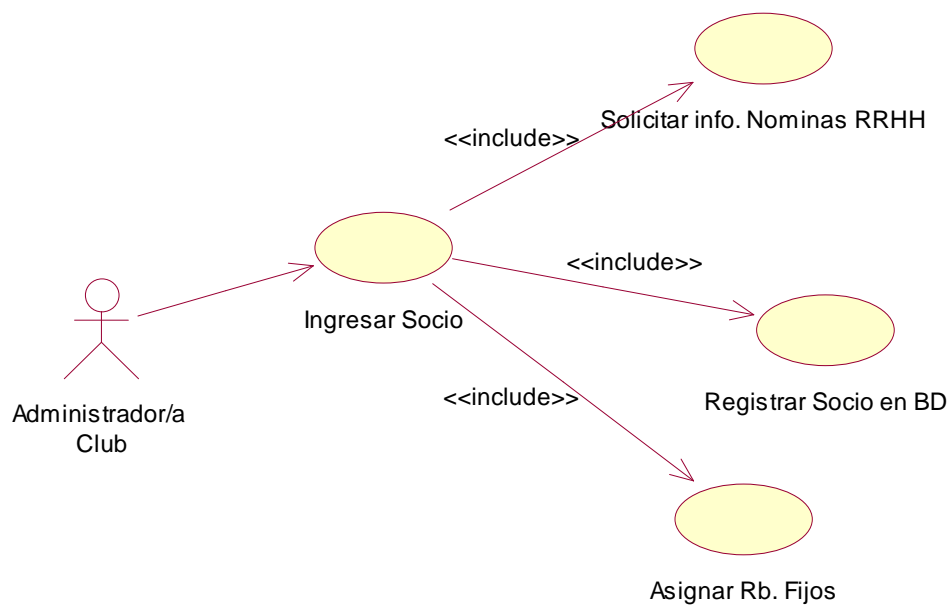 Solicitar info. Nominas RRHH
<<include>>
<<include>>
Ingresar Socio
<<include>>
Registrar Socio en BD
Administrador/a
Club
Asignar Rb. Fijos